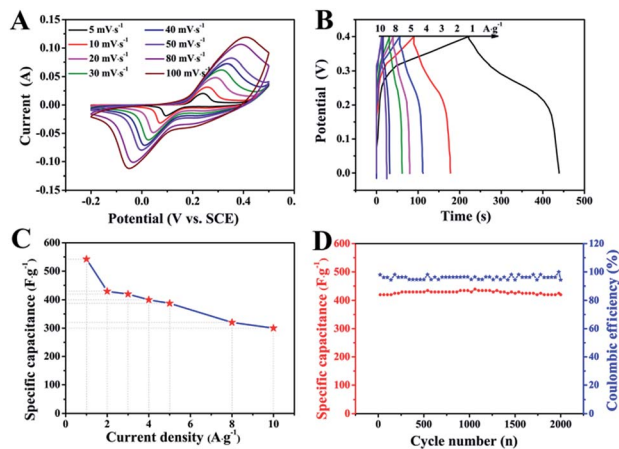 A
5 mV·s⁻¹ 40 mV·s⁻¹
10 mV·s⁻¹ 50 mV·s⁻¹
20 mV·s⁻¹ 80 mV·s⁻¹
30 mV·s⁻¹ 100 mV·s⁻¹
Current (A)
0.15
0.10
0.05
0.00
-0.05
-0.10
0.15
-0.2 0.0 0.2 0.4 0.
Potential (V vs. SCE)
B
10 8 5 4 3 2 1 A·g⁻¹
Potential (V)
0.4
0.3
0.2
0.1
0.0
0 100 200 300 400 500
Time (s)
C
Specific capacitance (F·g⁻¹)
600
500
400
300
200
100
0
0 2 4 6 8 10
Current density (A·g⁻¹)
D
Specific capacitance (F·g⁻¹)
600
500
400
300
200
100
0
0 500 1000 1500 2000
Cycle number (n)
120
100
80
60
40
20
0
Coulombic efficiency (%)